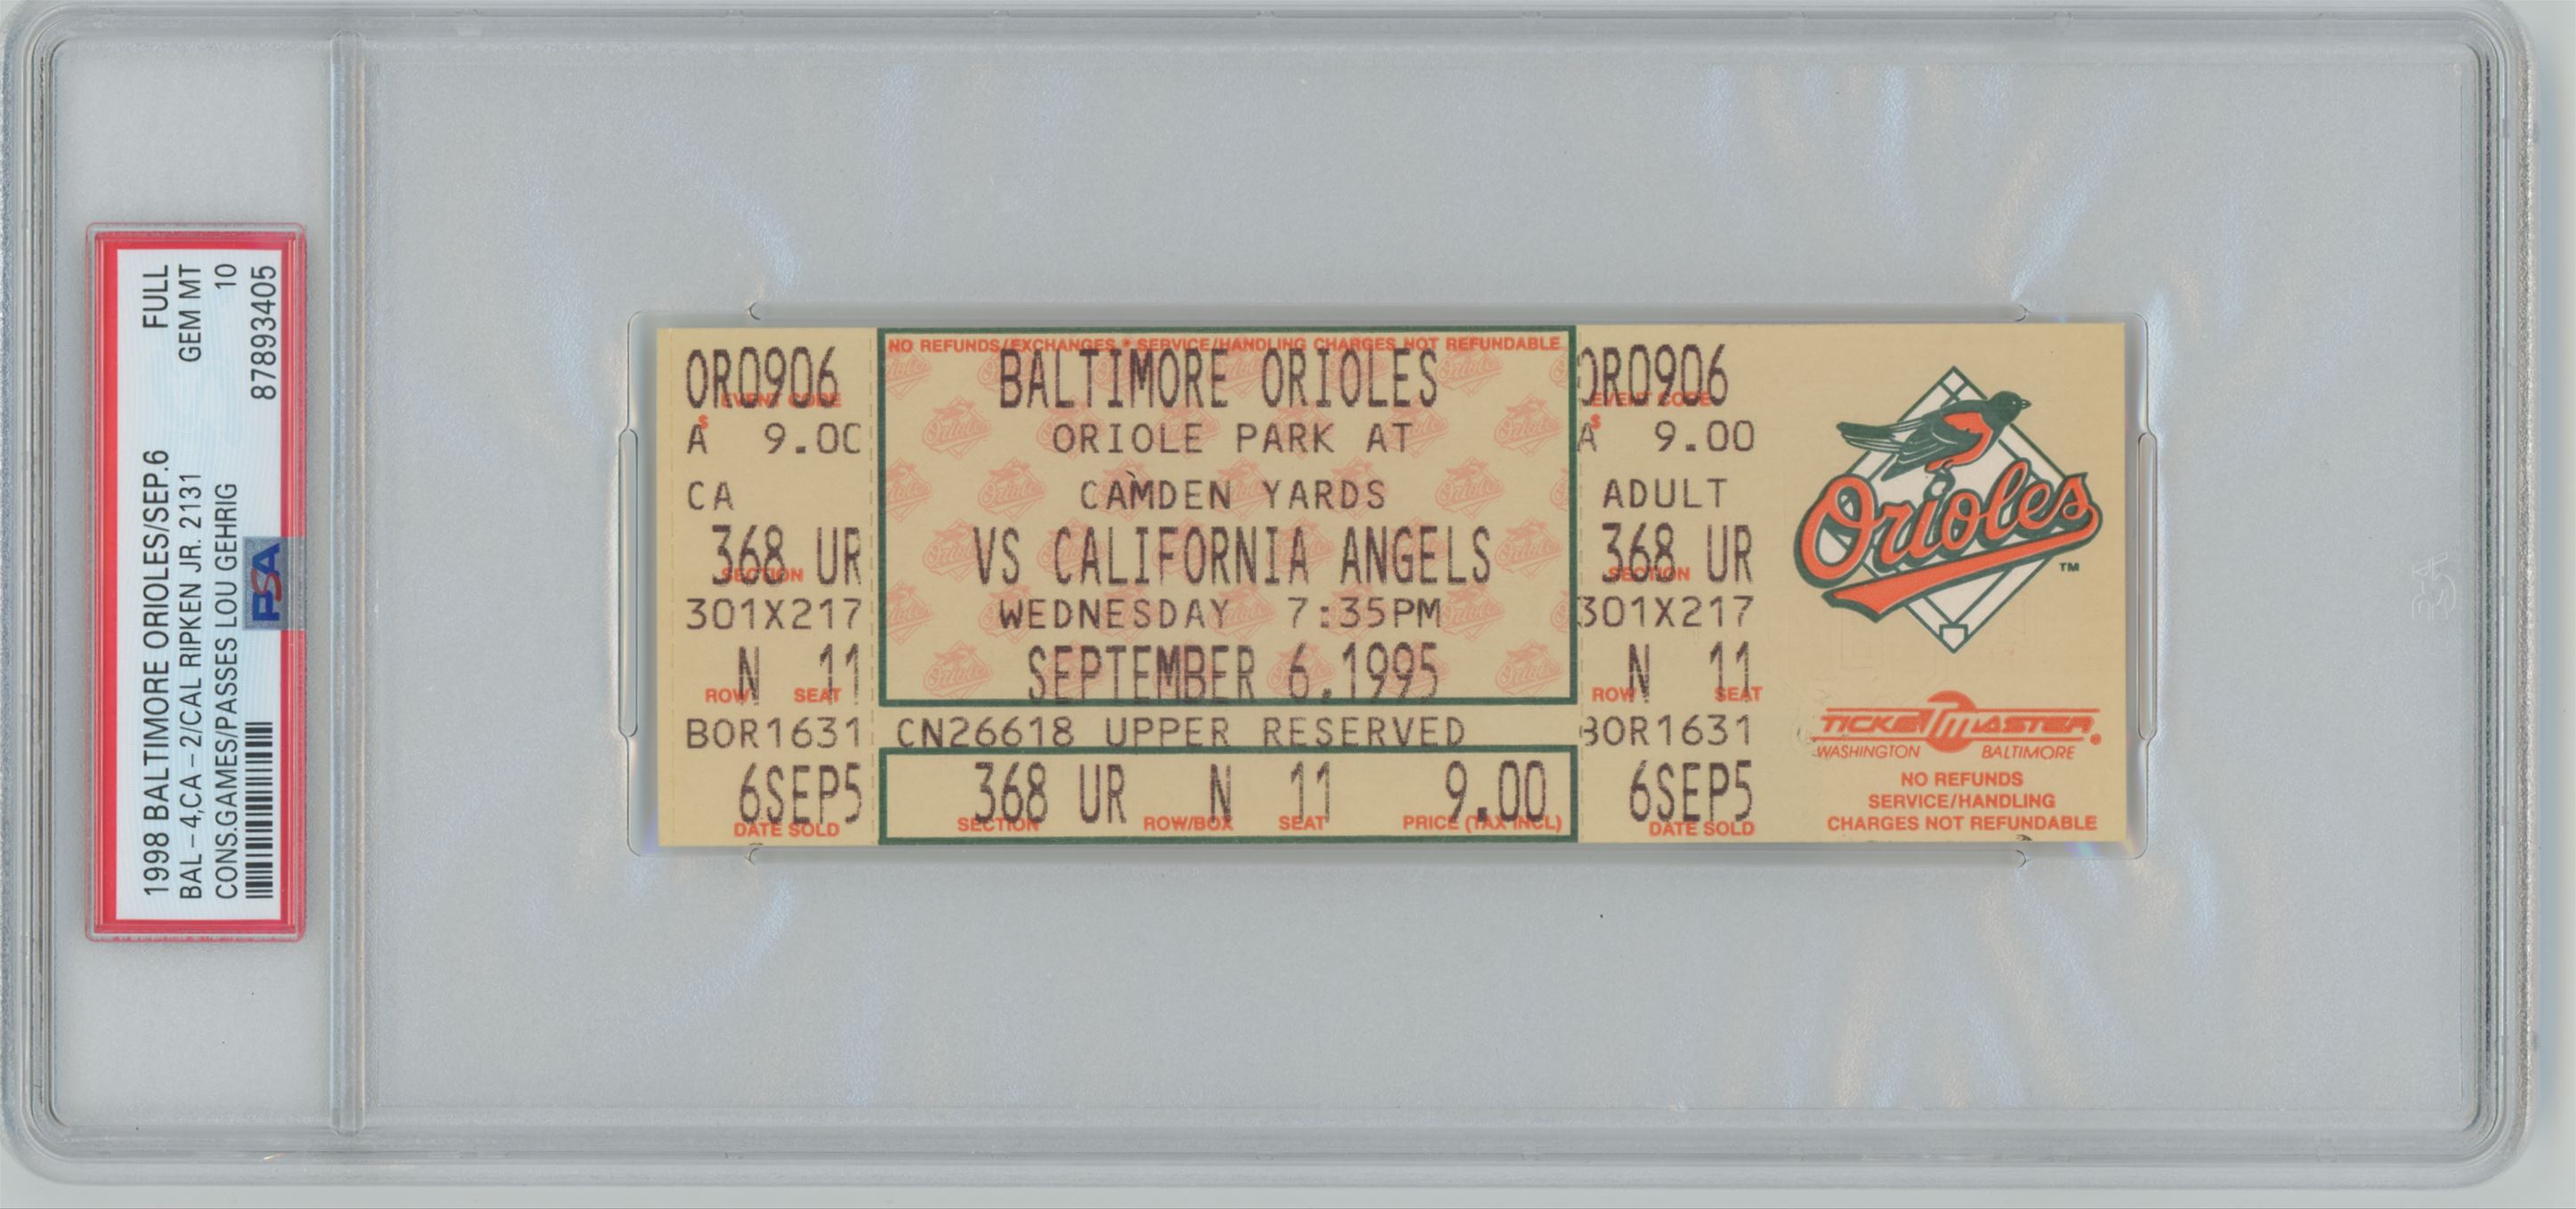 1998 BALTIMORE ORIOLES/SEP.6 FULL
BAL-4,CA-2/CAL RIPKEN JR. 2131 GEM MT
CONS.GAMES/PASSES LOU GEHRIG 10
PSA 87893405
OR0906
EVENT CODE
$
A 9.00
CA
368 UR
SECTION
301X217
N 11
ROW SEAT
BOR1631
6SEP5
DATE SOLD
NO REFUNDS/EXCHANGES * SERVICE/HANDLING CHARGES NOT REFUNDABLE
BALTIMORE ORIOLES
ORIOLE PARK AT
CAMDEN YARDS
VS CALIFORNIA ANGELS
WEDNESDAY 7:35PM
SEPTEMBER 6,1995
CN26618 UPPER RESERVED
368 UR N 11 9.00
SECTION ROW/BOX SEAT PRICE (TAX INCL)
OR0906
EVENT CODE
$
A 9.00
ADULT
368 UR
SECTION
301X217
N 11
ROW SEAT
BOR1631
6SEP5
DATE SOLD
Orioles
TM
TICKETMASTER®
WASHINGTON BALTIMORE
NO REFUNDS
SERVICE/HANDLING
CHARGES NOT REFUNDABLE